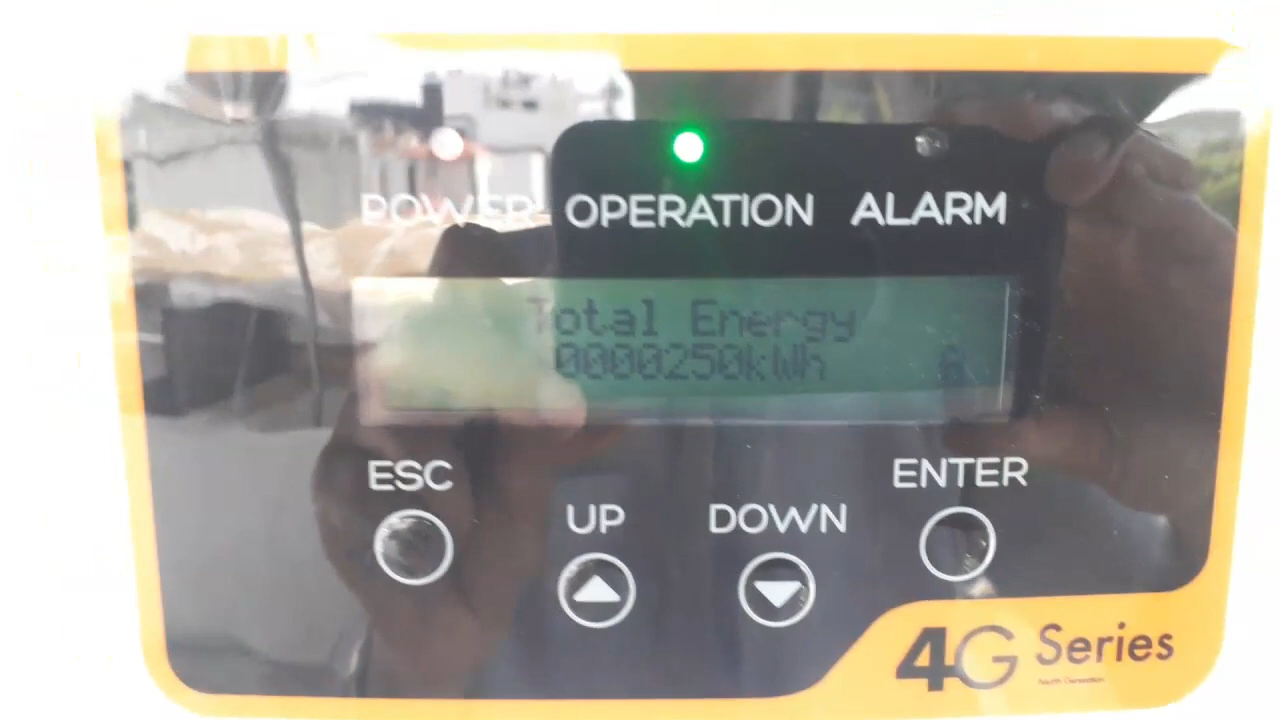 POWER OPERATION ALARM
Total Energy
0000250kWh
ESC
ENTER
UP
DOWN
4G Series